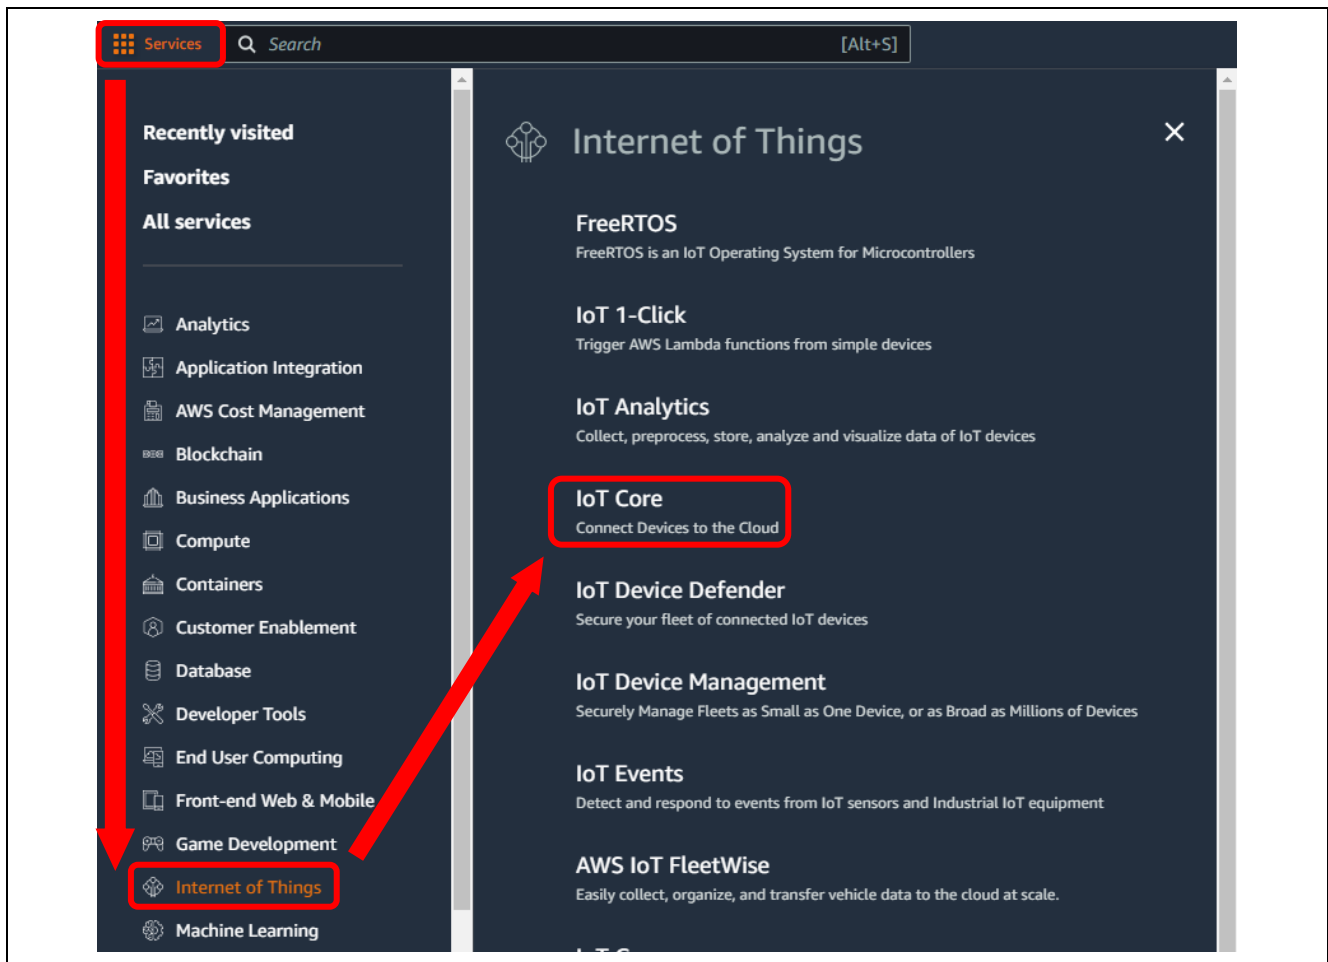 Services
Search
[Alt+S]
Recently visited
Favorites
All services
Analytics
Application Integration
AWS Cost Management
Blockchain
Business Applications
Compute
Containers
Customer Enablement
Database
Developer Tools
End User Computing
Front-end Web & Mobile
Game Development
Internet of Things
Machine Learning
Internet of Things
FreeRTOS
FreeRTOS is an IoT Operating System for Microcontrollers
IoT 1-Click
Trigger AWS Lambda functions from simple devices
IoT Analytics
Collect, preprocess, store, analyze and visualize data of IoT devices
IoT Core
Connect Devices to the Cloud
IoT Device Defender
Secure your fleet of connected IoT devices
IoT Device Management
Securely Manage Fleets as Small as One Device, or as Broad as Millions of Devices
IoT Events
Detect and respond to events from IoT sensors and Industrial IoT equipment
AWS IoT FleetWise
Easily collect, organize, and transfer vehicle data to the cloud at scale.